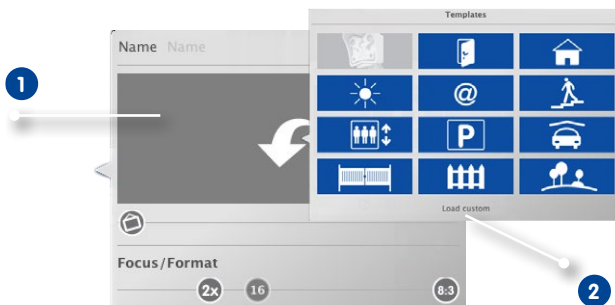 Templates
Name Name
1
@
P
Load custom
Focus/Format
2x 16 8:3
2